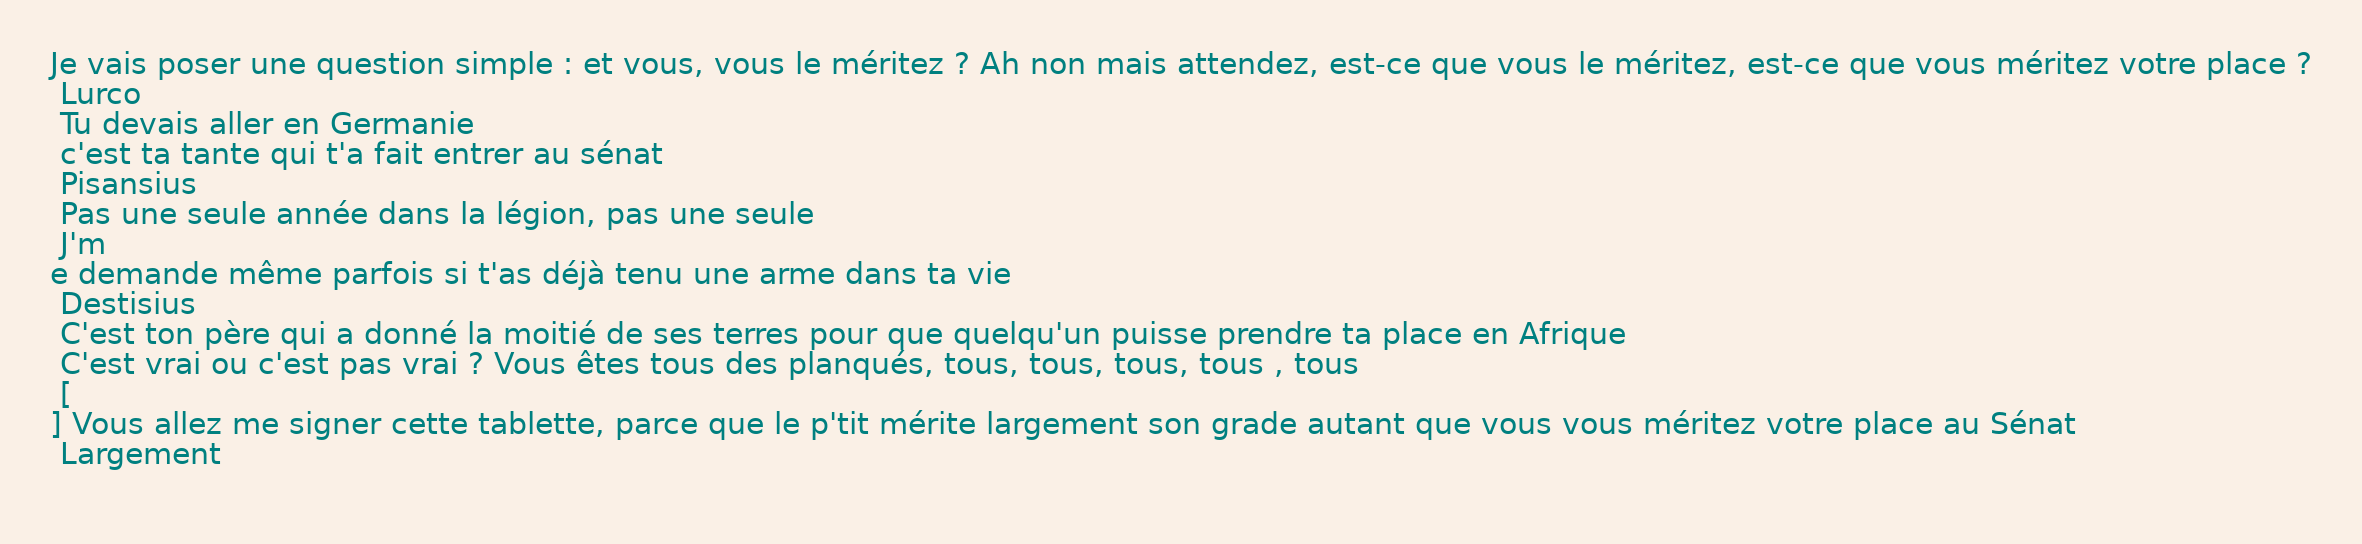 Je vais poser une question simple : et vous, vous le méritez ? Ah non mais attendez, est-ce que vous le méritez, est-ce que vous méritez votre place ?
Lurco
Tu devais aller en Germanie
c'est ta tante qui t'a fait entrer au sénat
Pisansius
Pas une seule année dans la légion, pas une seule
J'm
e demande même parfois si t'as déjà tenu une arme dans ta vie
Destisius
C'est ton père qui a donné la moitié de ses terres pour que quelqu'un puisse prendre ta place en Afrique
C'est vrai ou c'est pas vrai ? Vous êtes tous des planqués, tous, tous, tous, tous , tous
[
] Vous allez me signer cette tablette, parce que le p'tit mérite largement son grade autant que vous vous méritez votre place au Sénat
Largement